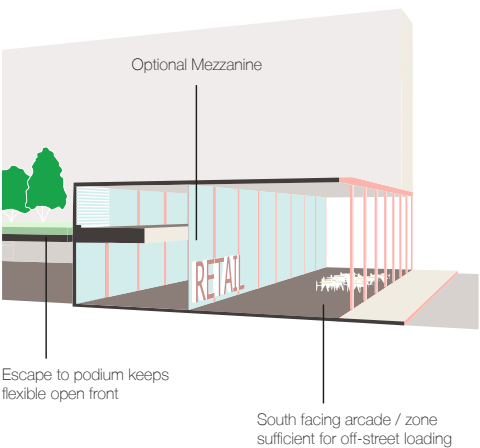 Optional Mezzanine
RETAIL
Escape to podium keeps
flexible open front
South facing arcade / zone
sufficient for off-street loading